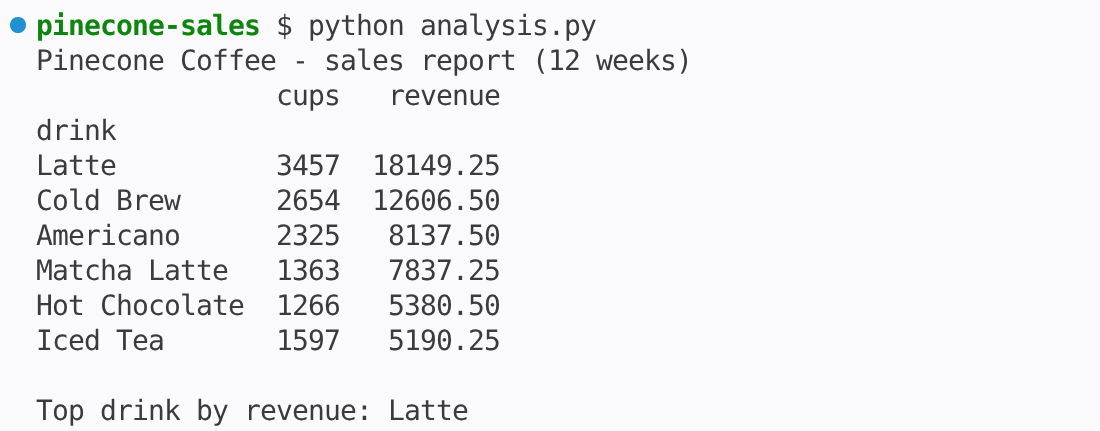 pinecone-sales $ python analysis.py
Pinecone Coffee - sales report (12 weeks)
               cups   revenue
drink
Latte          3457  18149.25
Cold Brew      2654  12606.50
Americano      2325   8137.50
Matcha Latte   1363   7837.25
Hot Chocolate  1266   5380.50
Iced Tea       1597   5190.25

Top drink by revenue: Latte